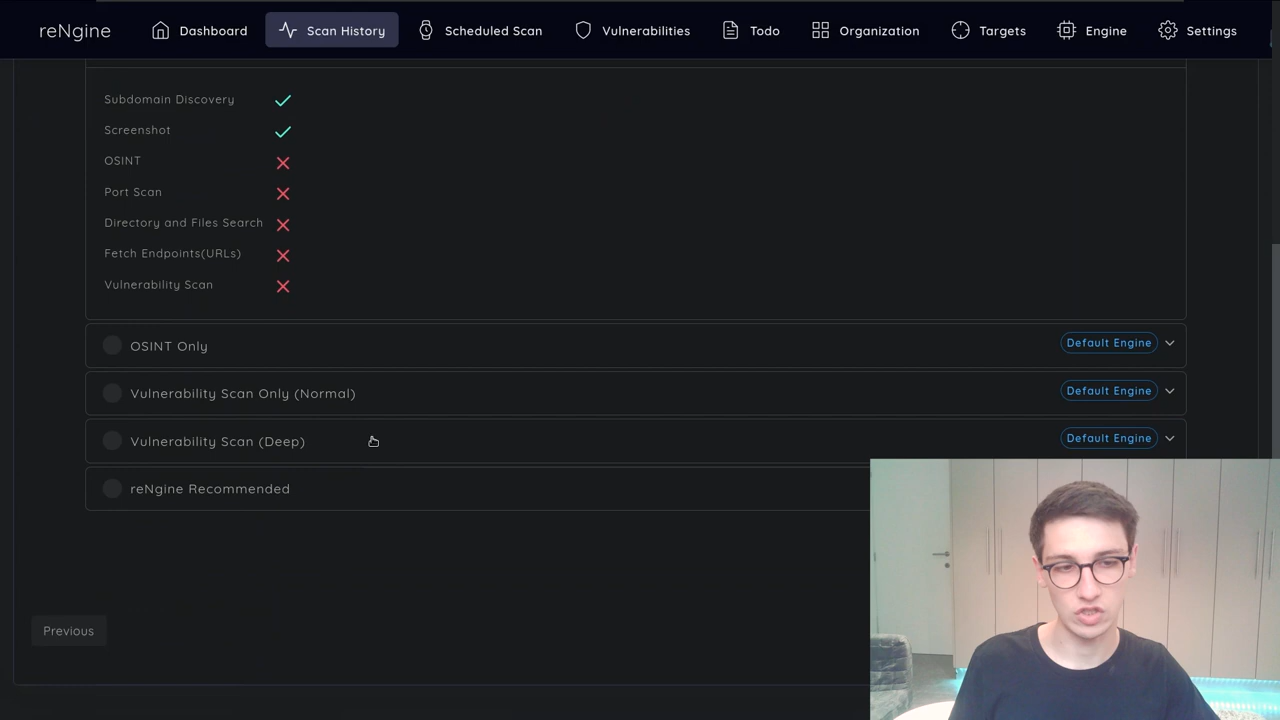 reNgine Dashboard Scan History Scheduled Scan Vulnerabilities Todo Organization Targets Engine Settings
Subdomain Discovery
Screenshot
OSINT
Port Scan
Directory and Files Search
Fetch Endpoints(URLs)
Vulnerability Scan
OSINT Only Default Engine
Vulnerability Scan Only (Normal) Default Engine
Vulnerability Scan (Deep) Default Engine
reNgine Recommended
Previous